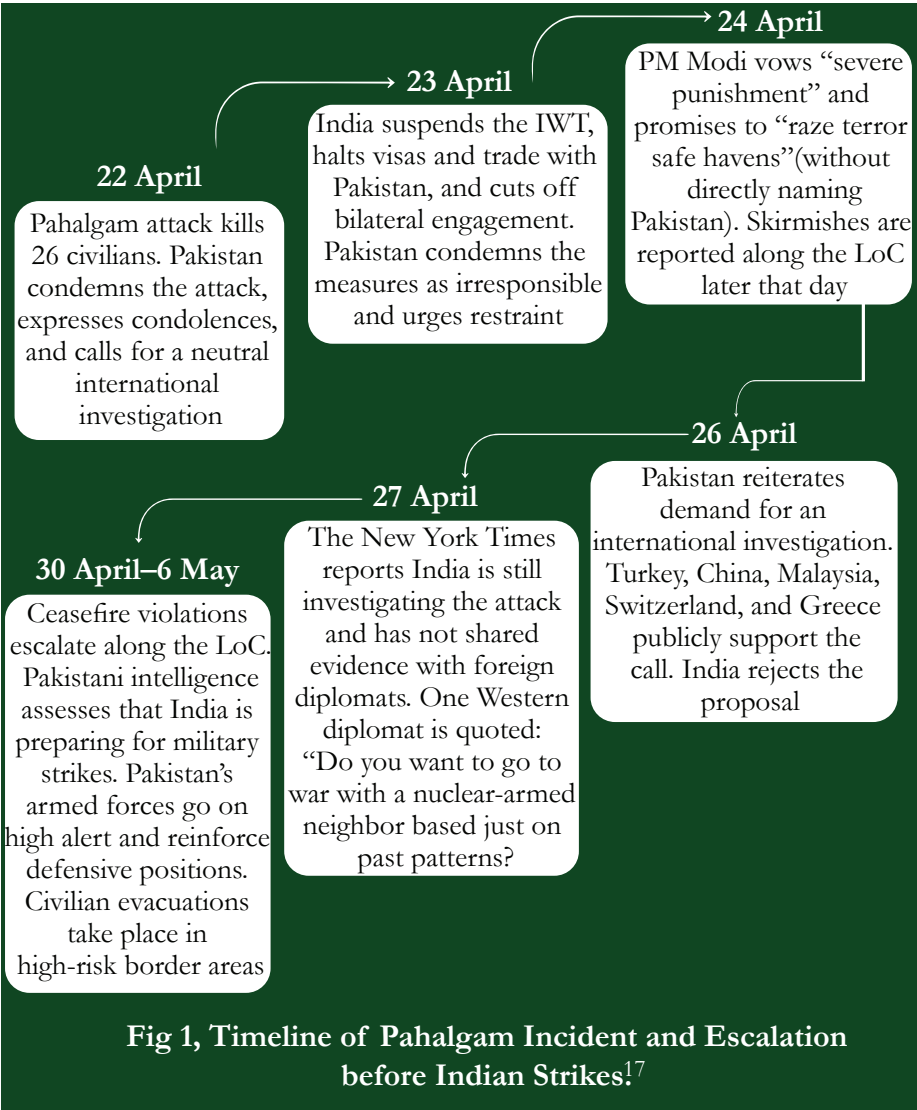 22 April
Pahalgam attack kills
26 civilians. Pakistan
condemns the attack,
expresses condolences,
and calls for a neutral
international
investigation
23 April
India suspends the IWT,
halts visas and trade with
Pakistan, and cuts off
bilateral engagement.
Pakistan condemns the
measures as irresponsible
and urges restraint
24 April
PM Modi vows “severe
punishment” and
promises to “raze terror
safe havens”(without
directly naming
Pakistan). Skirmishes are
reported along the LoC
later that day
26 April
Pakistan reiterates
demand for an
international investigation.
Turkey, China, Malaysia,
Switzerland, and Greece
publicly support the
call. India rejects the
proposal
27 April
The New York Times
reports India is still
investigating the attack
and has not shared
evidence with foreign
diplomats. One Western
diplomat is quoted:
“Do you want to go to
war with a nuclear-armed
neighbor based just on
past patterns?
30 April–6 May
Ceasefire violations
escalate along the LoC.
Pakistani intelligence
assesses that India is
preparing for military
strikes. Pakistan’s
armed forces go on
high alert and reinforce
defensive positions.
Civilian evacuations
take place in
high-risk border areas
Fig 1, Timeline of Pahalgam Incident and Escalation
before Indian Strikes.17